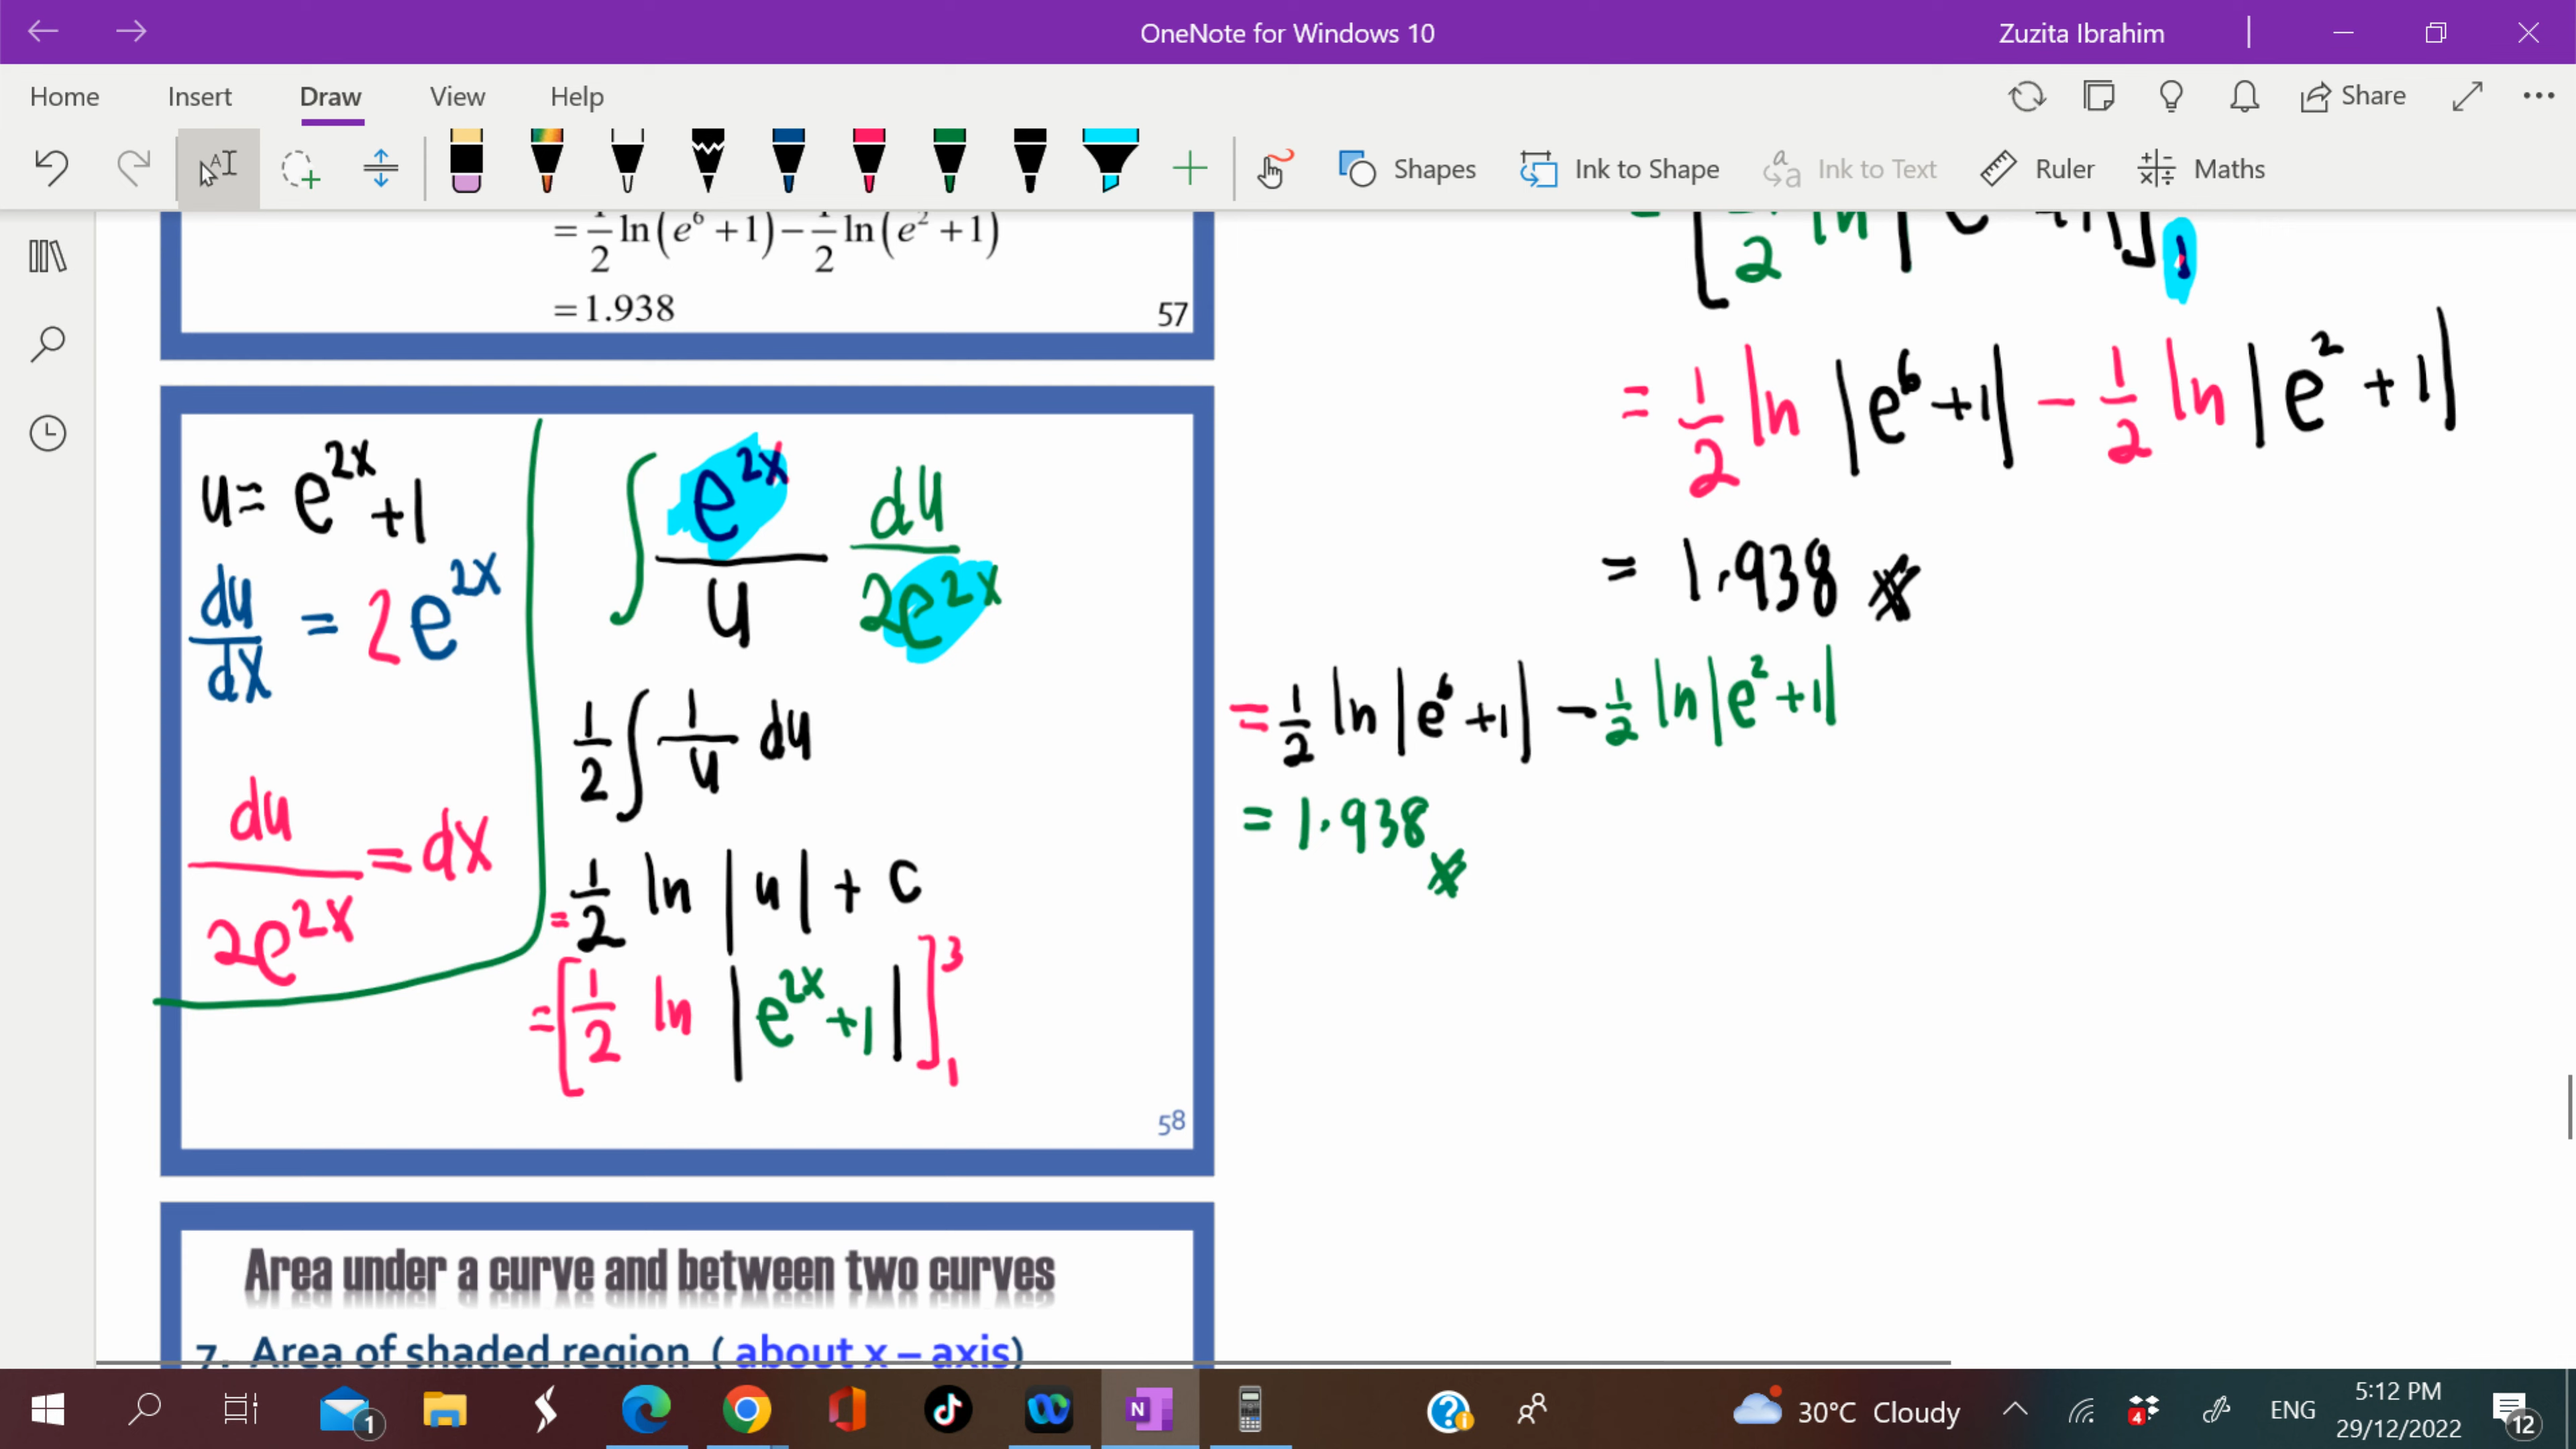 OneNote for Windows 10
Zuzita Ibrahim
Home Insert Draw View Help
Share
Shapes Ink to Shape Ink to Text Ruler Maths
= 1/2 ln(e^6 + 1) − 1/2 ln(e^2 + 1)
= 1.938
57
u = e^2x + 1
du/dx = 2e^2x
du/2e^2x = dx
∫ e^2x/u du/2e^2x
1/2 ∫ 1/u du
= 1/2 ln |u| + c
= [1/2 ln |e^2x + 1|]^3_1
58
= 1/2 ln |e^6 + 1| − 1/2 ln |e^2 + 1|
= 1.938
= 1/2 ln |e^6 + 1| − 1/2 ln |e^2 + 1|
= 1.938
Area under a curve and between two curves
7. Area of shaded region ( about x – axis)
1
N
30°C Cloudy
4
ENG
5:12 PM
29/12/2022
12